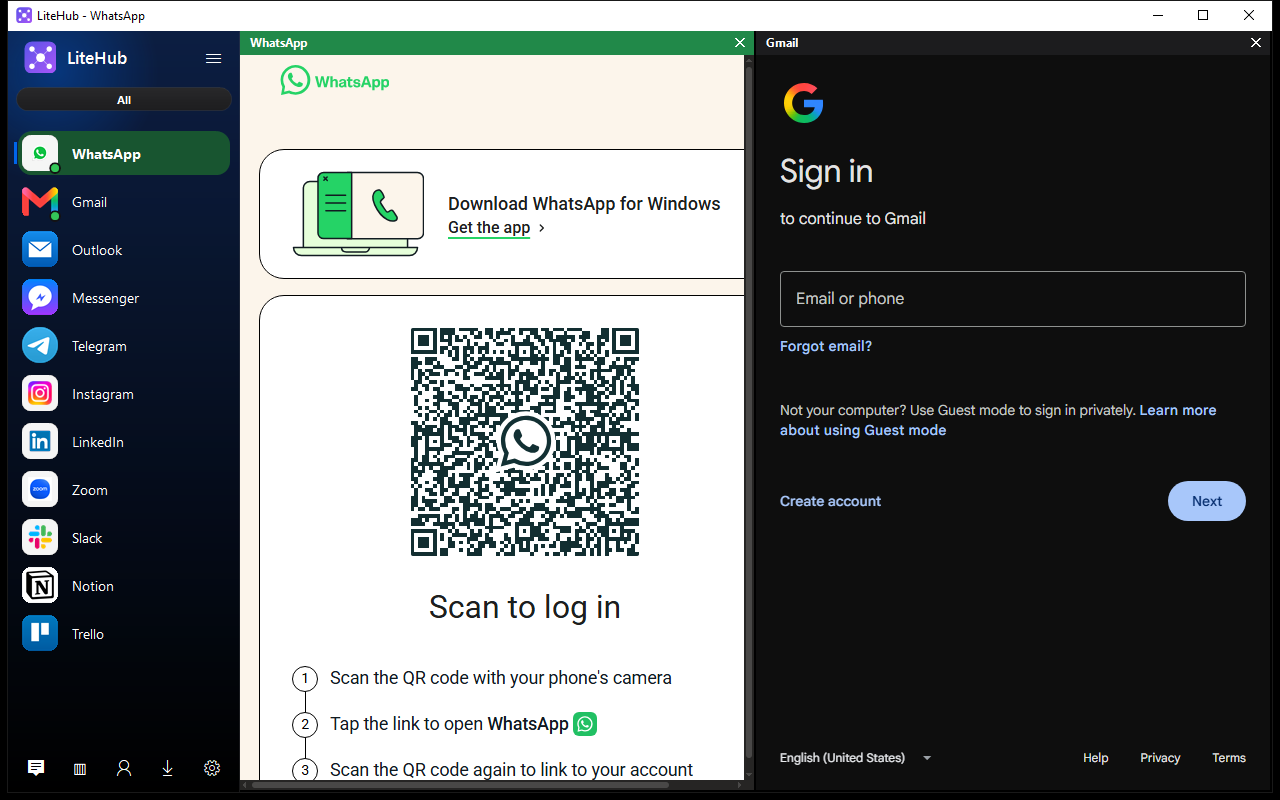 LiteHub - WhatsApp
LiteHub
All
WhatsApp
Gmail
Outlook
Messenger
Telegram
Instagram
LinkedIn
zoom
Zoom
Slack
Notion
Trello
WhatsApp
WhatsApp
Download WhatsApp for Windows
Get the app
Scan to log in
1 Scan the QR code with your phone's camera
2 Tap the link to open WhatsApp
3 Scan the QR code again to link to your account
Gmail
Sign in
to continue to Gmail
Email or phone
Forgot email?
Not your computer? Use Guest mode to sign in privately. Learn more
about using Guest mode
Create account
Next
English (United States)
Help Privacy Terms